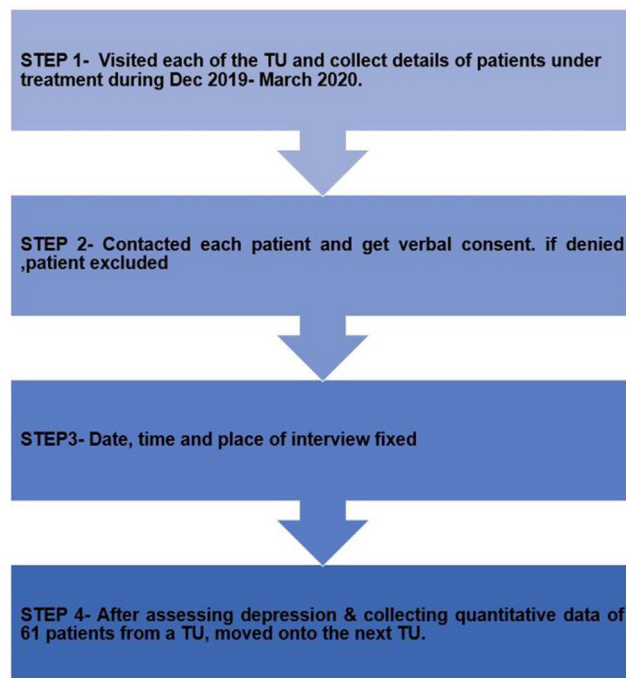 STEP 1- Visited each of the TU and collect details of patients under
treatment during Dec 2019- March 2020.
STEP 2- Contacted each patient and get verbal consent. if denied
,patient excluded
STEP3- Date, time and place of interview fixed
STEP 4- After assessing depression & collecting quantitative data of
61 patients from a TU, moved onto the next TU.